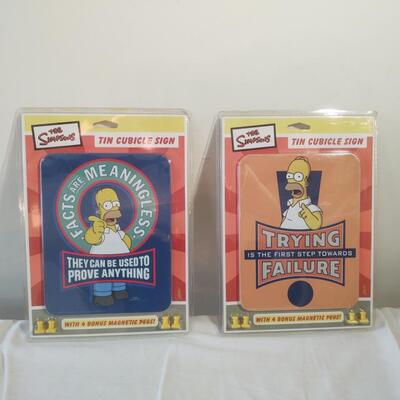 THE
SIMPSONS
TIN CUBICLE SIGN
FACTS ARE MEANINGLESS
THEY CAN BE USED TO
PROVE ANYTHING
WITH 4 BONUS MAGNETIC PEGS!
THE
SIMPSONS
TIN CUBICLE SIGN
TRYING
IS THE FIRST STEP TOWARDS
FAILURE
WITH 4 BONUS MAGNETIC PEGS!